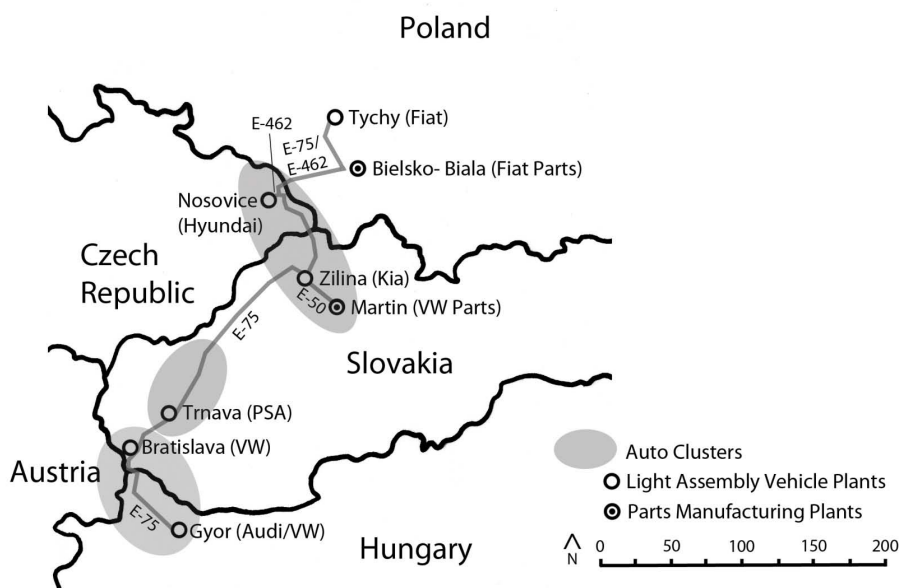 Poland
E-462
Tychy (Fiat)
E-75/
E-462
Bielsko- Biala (Fiat Parts)
Nosovice
(Hyundai)
Czech
Republic
Zilina (Kia)
E-50
Martin (VW Parts)
E-75
Slovakia
Trnava (PSA)
Bratislava (VW)
Austria
Auto Clusters
Light Assembly Vehicle Plants
E-75
Gyor (Audi/VW)
Parts Manufacturing Plants
Hungary
N
0 50 100 150 200